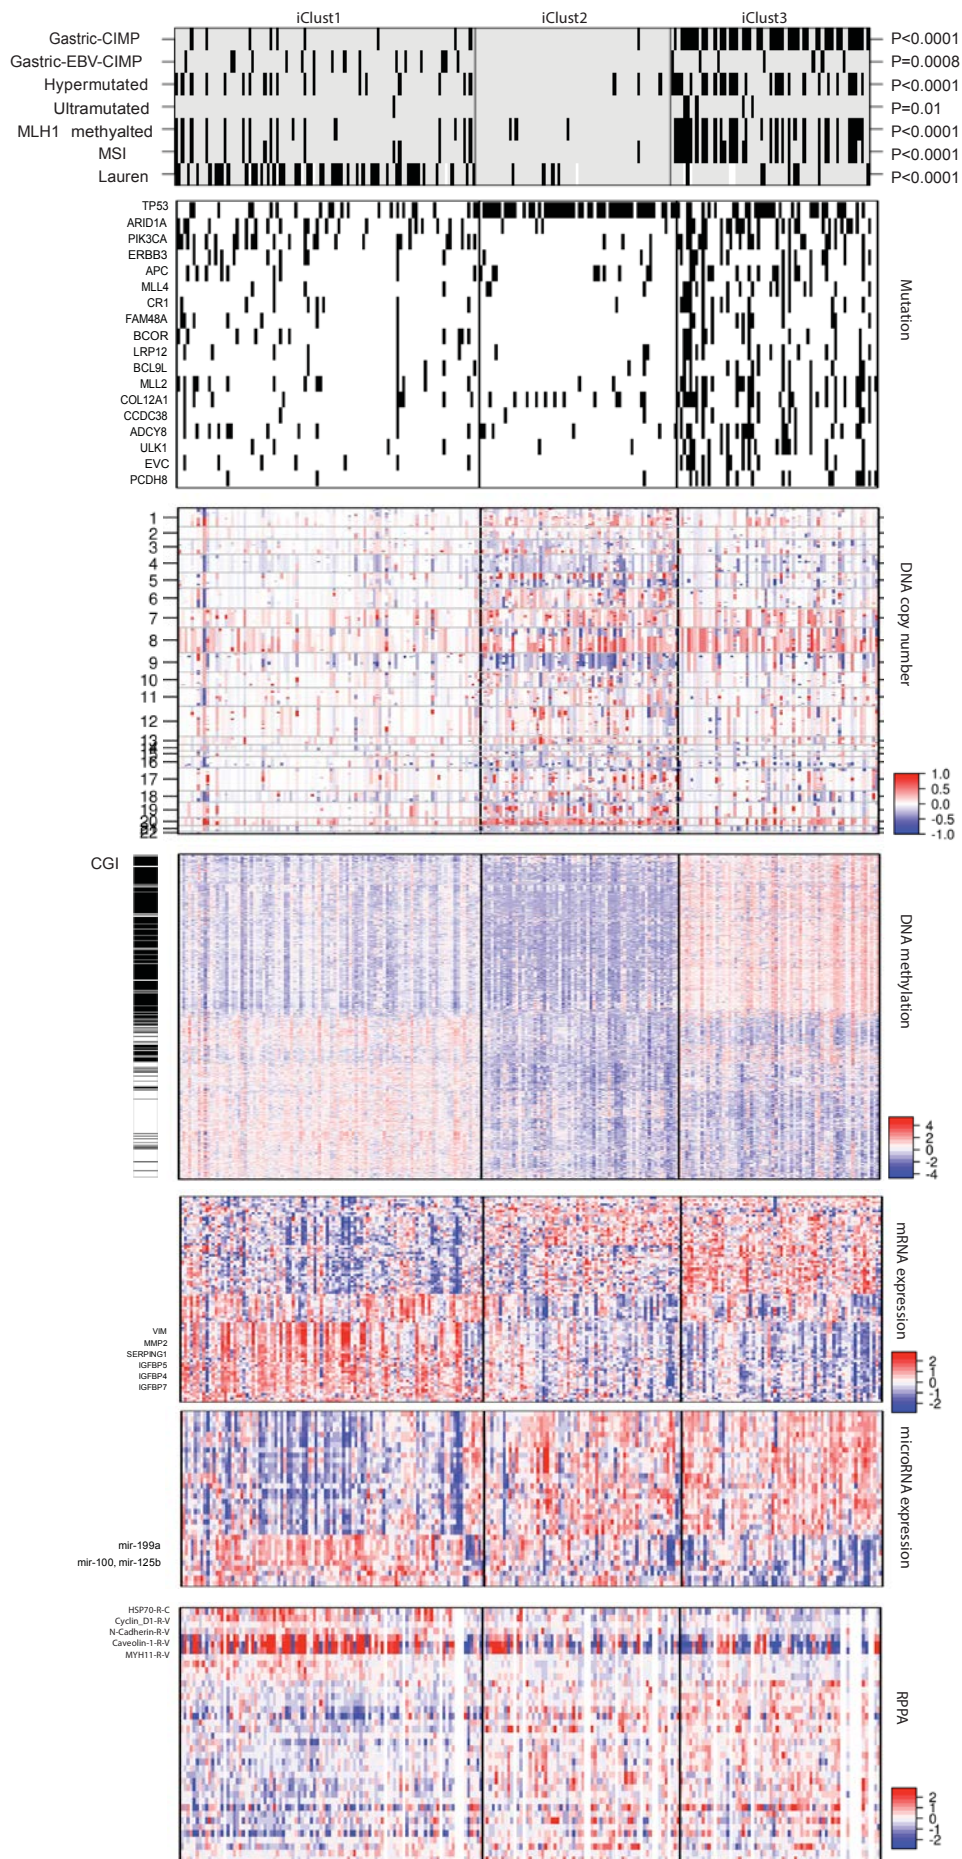 iClust1 iClust2 iClust3
Gastric-CIMP P<0.0001
Gastric-EBV-CIMP P=0.0008
Hypermutated P<0.0001
Ultramutated P=0.01
MLH1 methyalted P<0.0001
MSI P<0.0001
Lauren P<0.0001
TP53
ARID1A
PIK3CA
ERBB3
APC
MLL4
CR1
FAM48A
BCOR
LRP12
BCL9L
MLL2
COL12A1
CCDC38
ADCY8
ULK1
EVC
PCDH8
Mutation
1
2
3
4
5
6
7
8
9
10
11
12
13
16
17
18
19
20
22
DNA copy number
1.0
0.5
0.0
-0.5
-1.0
CGI
DNA methylation
4
2
0
-2
-4
VIM
MMP2
SERPING1
IGFBP5
IGFBP4
IGFBP7
mRNA expression
2
1
0
-1
-2
mir-199a
mir-100, mir-125b
microRNA expression
HSP70-R-C
Cyclin_D1-R-V
N-Cadherin-R-V
Caveolin-1-R-V
MYH11-R-V
RPPA
2
1
0
-1
-2